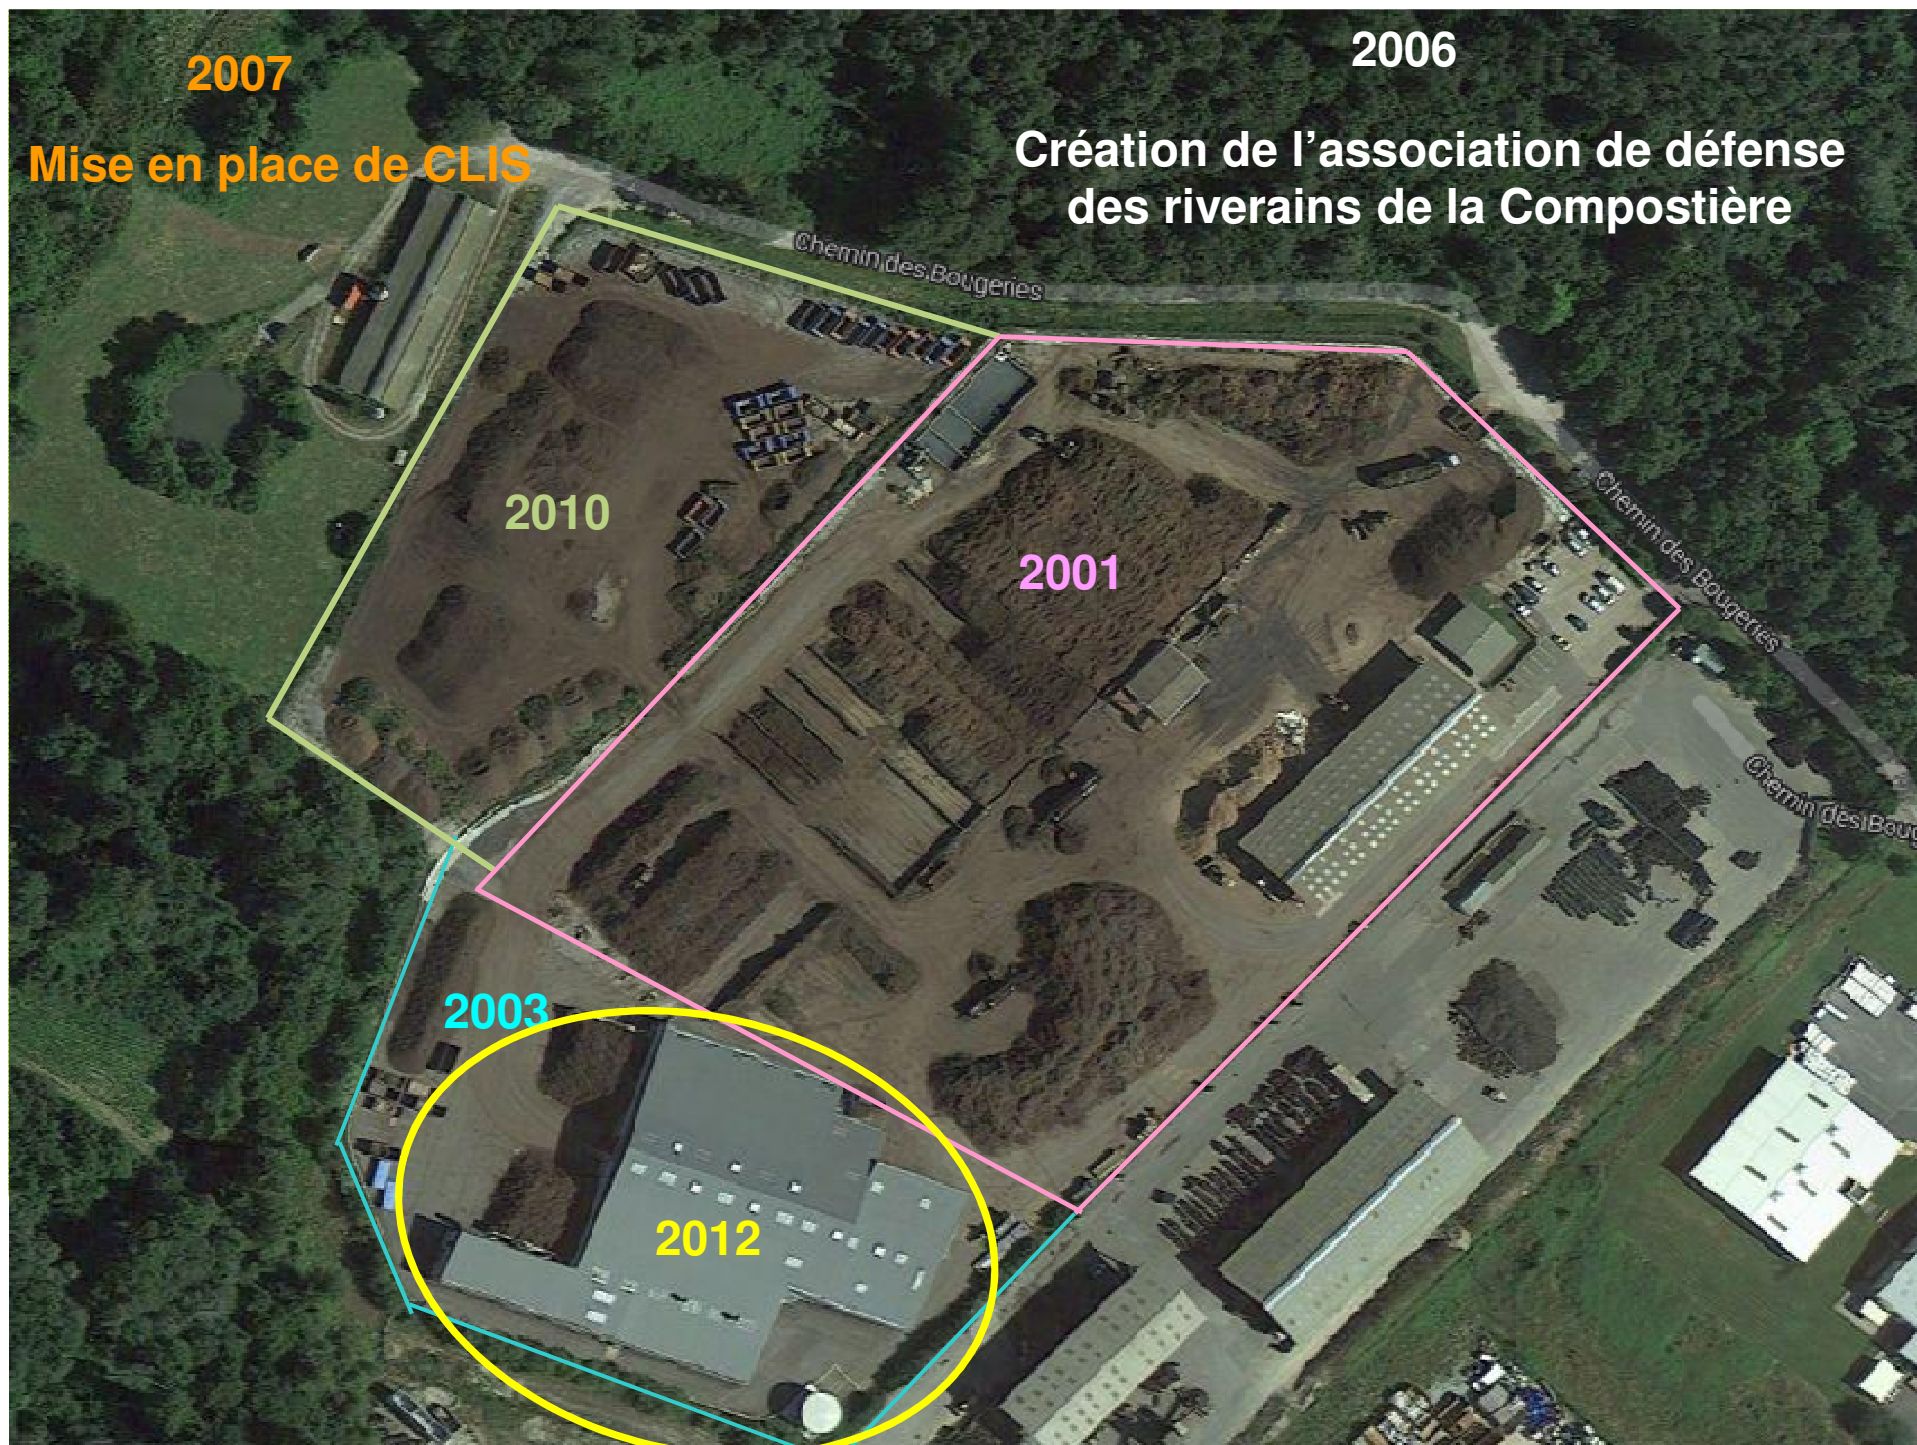 2007
Mise en place de CLIS
2006
Création de l’association de défense
des riverains de la Compostière
Chemin des Bougeries
2010
2001
Chemin des Bougeries
Chemin des Boug
2003
2012